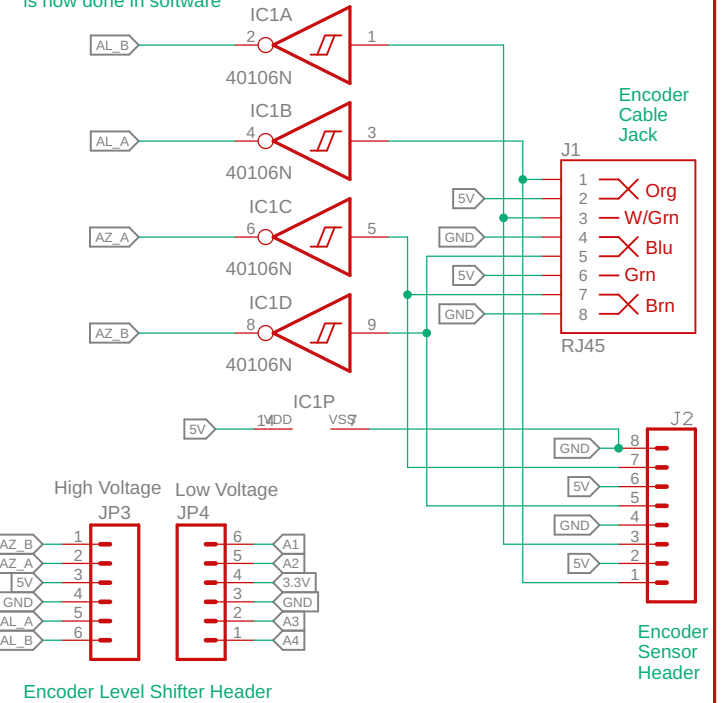 is now done in software
IC1A
AL_B
2
1
40106N
IC1B
AL_A
4
3
40106N
IC1C
AZ_A
6
5
40106N
IC1D
AZ_B
8
9
40106N
Encoder
Cable
Jack
J1
1
5V
2
Org
3
W/Grn
GND
4
5
Blu
5V
6
Grn
7
GND
8
Brn
RJ45
IC1P
5V
14
VDD
VSS
7
J2
GND
8
7
5V
6
5
GND
4
3
5V
2
1
Encoder
Sensor
Header
High Voltage
JP3
AZ_B
1
AZ_A
2
5V
3
GND
4
AL_A
5
AL_B
6
Low Voltage
JP4
6
A1
5
A2
4
3.3V
3
GND
2
A3
1
A4
Encoder Level Shifter Header